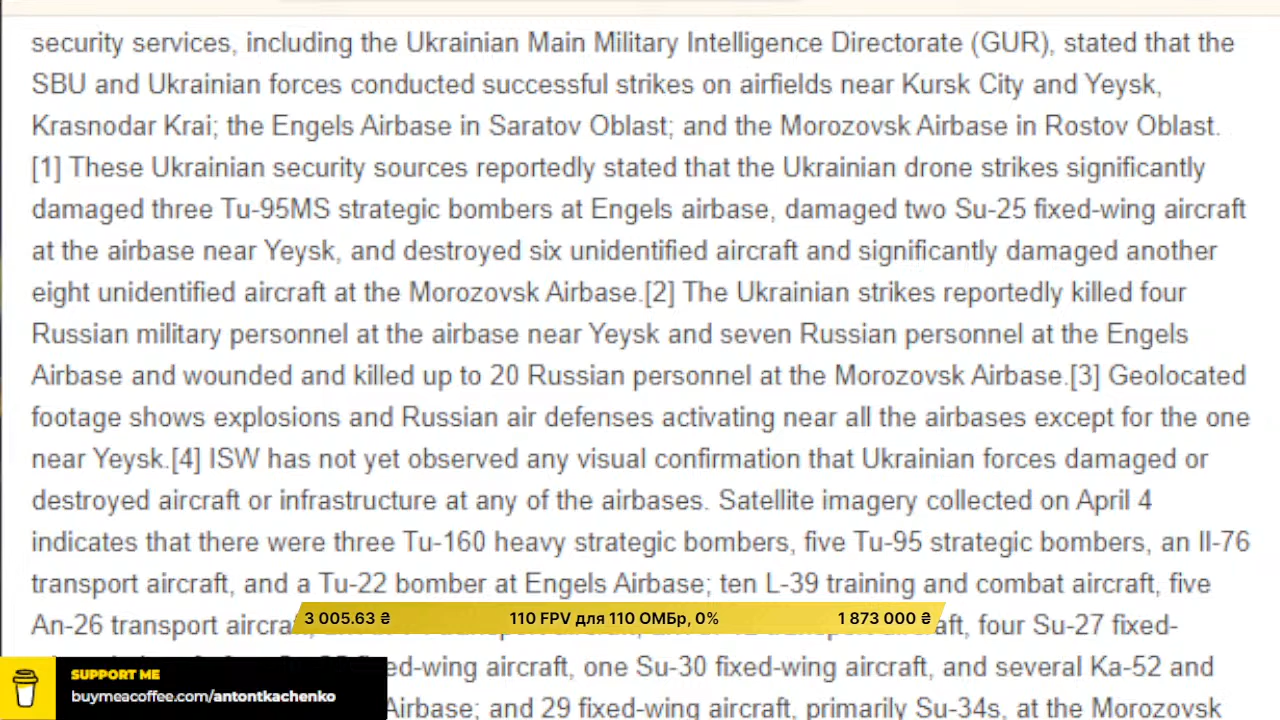 security services, including the Ukrainian Main Military Intelligence Directorate (GUR), stated that the
SBU and Ukrainian forces conducted successful strikes on airfields near Kursk City and Yeysk,
Krasnodar Krai; the Engels Airbase in Saratov Oblast; and the Morozovsk Airbase in Rostov Oblast.
[1] These Ukrainian security sources reportedly stated that the Ukrainian drone strikes significantly
damaged three Tu-95MS strategic bombers at Engels airbase, damaged two Su-25 fixed-wing aircraft
at the airbase near Yeysk, and destroyed six unidentified aircraft and significantly damaged another
eight unidentified aircraft at the Morozovsk Airbase.[2] The Ukrainian strikes reportedly killed four
Russian military personnel at the airbase near Yeysk and seven Russian personnel at the Engels
Airbase and wounded and killed up to 20 Russian personnel at the Morozovsk Airbase.[3] Geolocated
footage shows explosions and Russian air defenses activating near all the airbases except for the one
near Yeysk.[4] ISW has not yet observed any visual confirmation that Ukrainian forces damaged or
destroyed aircraft or infrastructure at any of the airbases. Satellite imagery collected on April 4
indicates that there were three Tu-160 heavy strategic bombers, five Tu-95 strategic bombers, an Il-76
transport aircraft, and a Tu-22 bomber at Engels Airbase; ten L-39 training and combat aircraft, five
An-26 transport four Su-27 fixed-
3 005.63 ₴ 110 FPV для 110 ОМБр, 0% 1 873 000 ₴
aircraft, one Su-30 fixed-wing aircraft, and several Ka-52 and
SUPPORT ME
buymeacoffee.com/antontkachenko
Airbase; and 29 fixed-wing aircraft, primarily Su-34s, at the Morozovsk